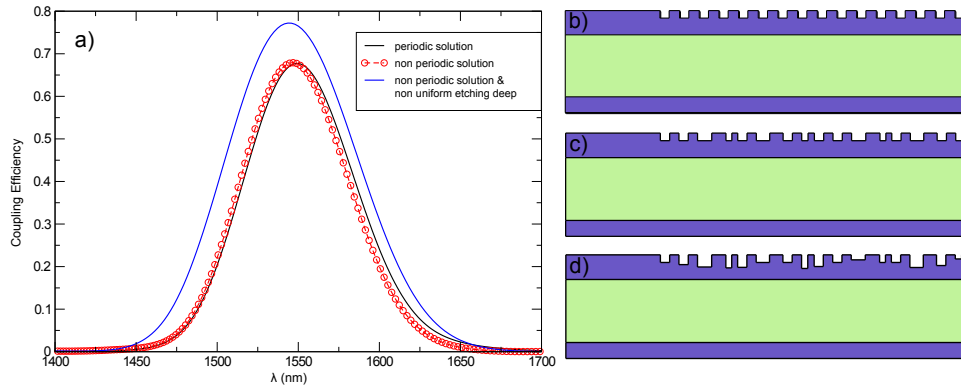 a)
periodic solution
non periodic solution
non periodic solution &
non uniform etching deep
Coupling Efficiency
0.8
0.7
0.6
0.5
0.4
0.3
0.2
0.1
0
1400 1450 1500 1550 1600 1650 1700
λ (nm)
b)
c)
d)